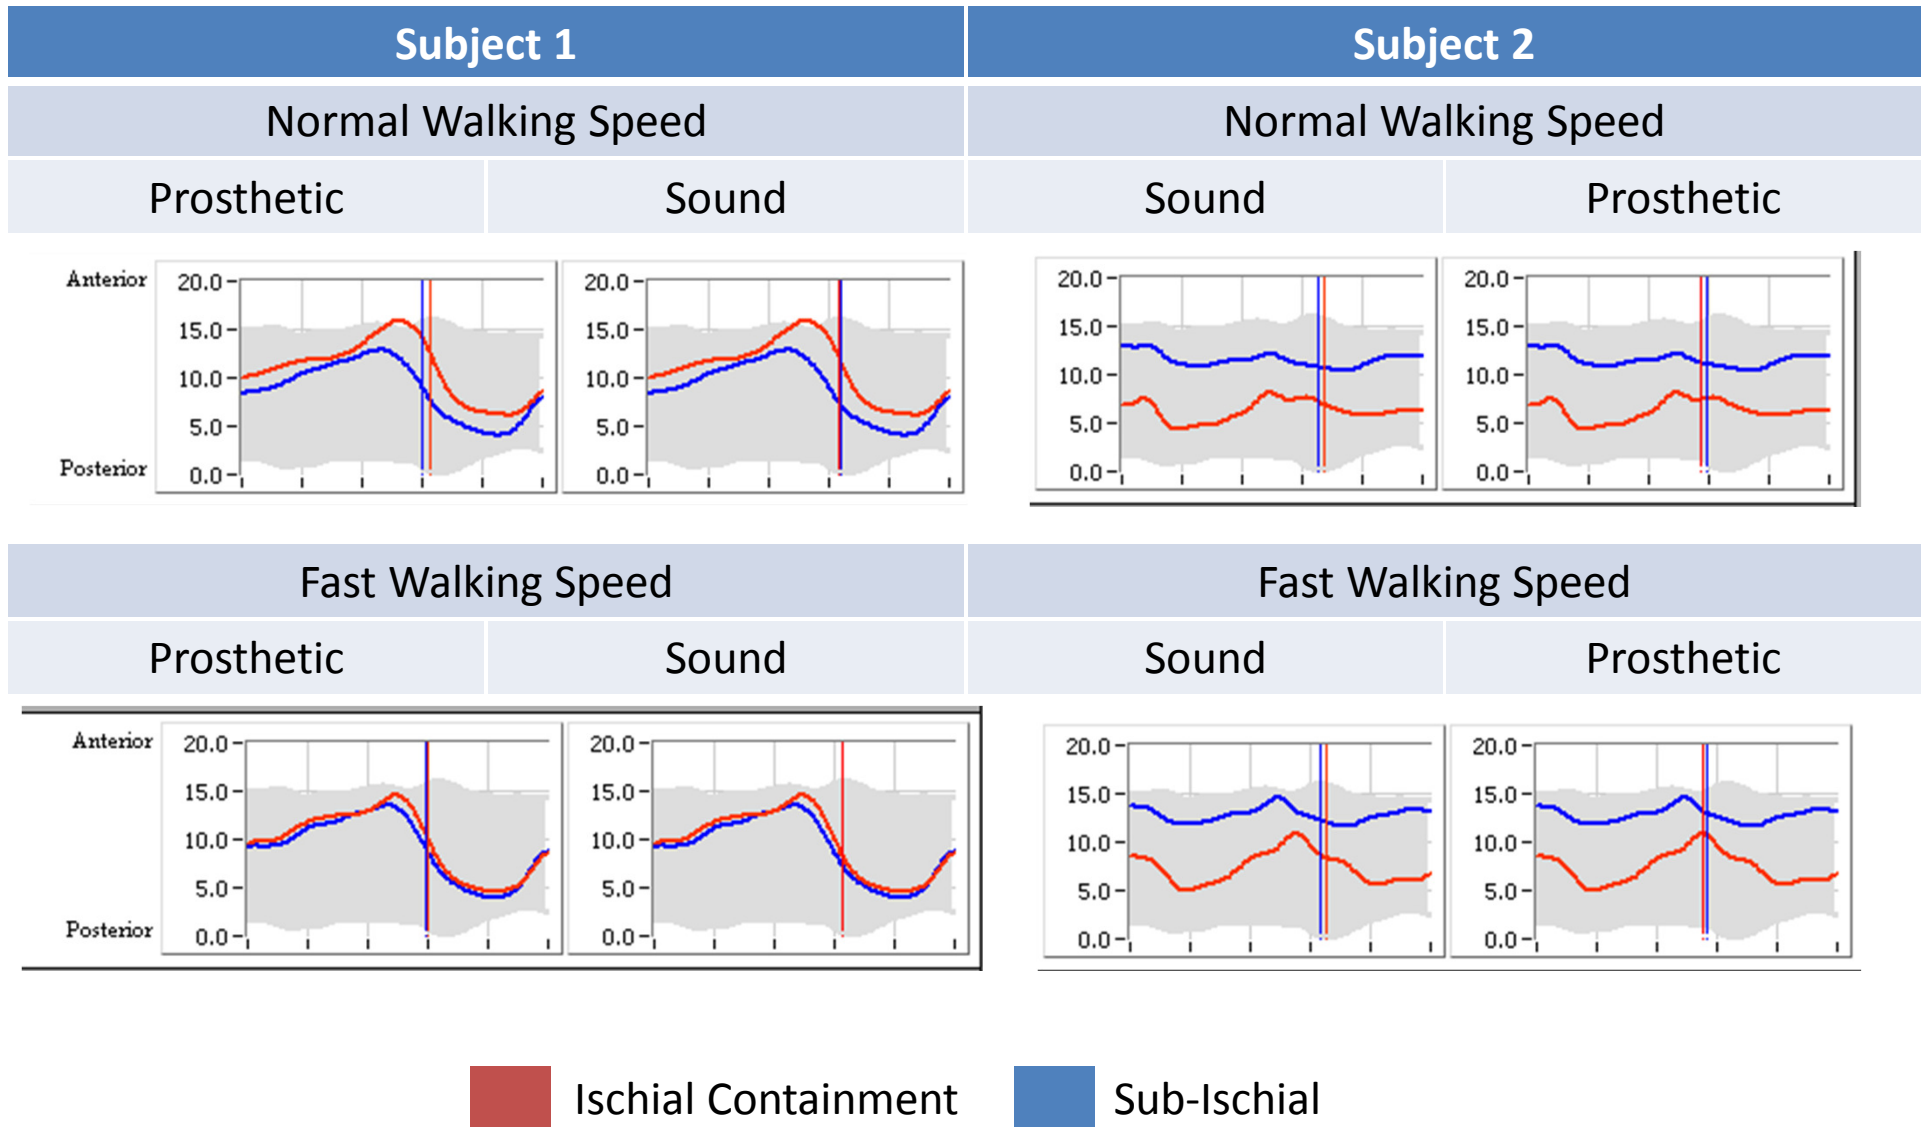 Subject 1 Subject 2
Normal Walking Speed Normal Walking Speed
Prosthetic Sound Sound Prosthetic
Anterior 20.0 20.0 20.0 20.0
15.0 15.0 15.0 15.0
10.0 10.0 10.0 10.0
5.0 5.0 5.0 5.0
Posterior 0.0 0.0 0.0 0.0
Fast Walking Speed Fast Walking Speed
Prosthetic Sound Sound Prosthetic
Anterior 20.0 20.0 20.0 20.0
15.0 15.0 15.0 15.0
10.0 10.0 10.0 10.0
5.0 5.0 5.0 5.0
Posterior 0.0 0.0 0.0 0.0
Ischial Containment Sub-Ischial